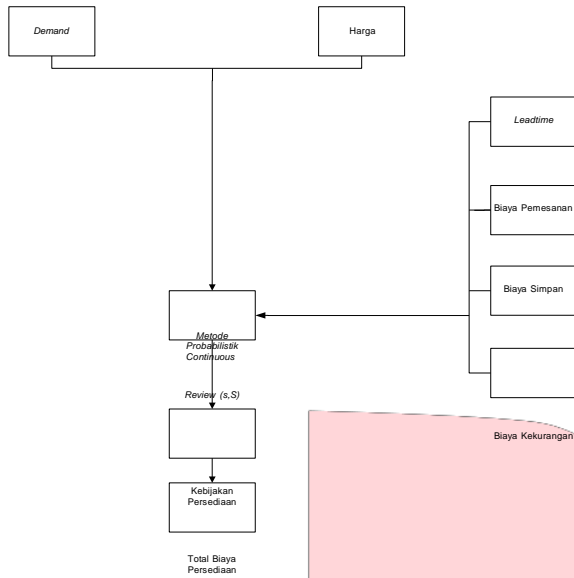 Demand
Harga
Leadtime
Biaya Pemesanan
Biaya Simpan
Metode
Probabilistik
Continuous
Review (s,S)
Biaya Kekurangan
Kebijakan
Persediaan
Total Biaya
Persediaan